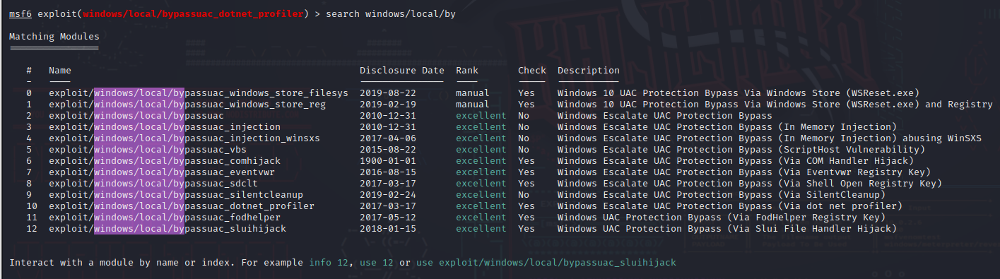 msf6 exploit(windows/local/bypassuac_dotnet_profiler) > search windows/local/by
Matching Modules
================
# Name Disclosure Date Rank Check Description
- ---- --------------- ---- ----- -----------
0 exploit/windows/local/bypassuac_windows_store_filesys 2019-08-22 manual Yes Windows 10 UAC Protection Bypass Via Windows Store (WSReset.exe)
1 exploit/windows/local/bypassuac_windows_store_reg 2019-02-19 manual Yes Windows 10 UAC Protection Bypass Via Windows Store (WSReset.exe) and Registry
2 exploit/windows/local/bypassuac 2010-12-31 excellent No Windows Escalate UAC Protection Bypass
3 exploit/windows/local/bypassuac_injection 2010-12-31 excellent No Windows Escalate UAC Protection Bypass (In Memory Injection)
4 exploit/windows/local/bypassuac_injection_winsxs 2017-04-06 excellent No Windows Escalate UAC Protection Bypass (In Memory Injection) abusing WinSXS
5 exploit/windows/local/bypassuac_vbs 2015-08-22 excellent No Windows Escalate UAC Protection Bypass (ScriptHost Vulnerability)
6 exploit/windows/local/bypassuac_comhijack 1900-01-01 excellent Yes Windows Escalate UAC Protection Bypass (Via COM Handler Hijack)
7 exploit/windows/local/bypassuac_eventvwr 2016-08-15 excellent Yes Windows Escalate UAC Protection Bypass (Via Eventvwr Registry Key)
8 exploit/windows/local/bypassuac_sdclt 2017-03-17 excellent Yes Windows Escalate UAC Protection Bypass (Via Shell Open Registry Key)
9 exploit/windows/local/bypassuac_silentcleanup 2019-02-24 excellent No Windows Escalate UAC Protection Bypass (Via SilentCleanup)
10 exploit/windows/local/bypassuac_dotnet_profiler 2017-03-17 excellent Yes Windows Escalate UAC Protection Bypass (Via dot net profiler)
11 exploit/windows/local/bypassuac_fodhelper 2017-05-12 excellent Yes Windows UAC Protection Bypass (Via FodHelper Registry Key)
12 exploit/windows/local/bypassuac_sluihijack 2018-01-15 excellent Yes Windows UAC Protection Bypass (Via Slui File Handler Hijack)
Interact with a module by name or index. For example info 12, use 12 or use exploit/windows/local/bypassuac_sluihijack